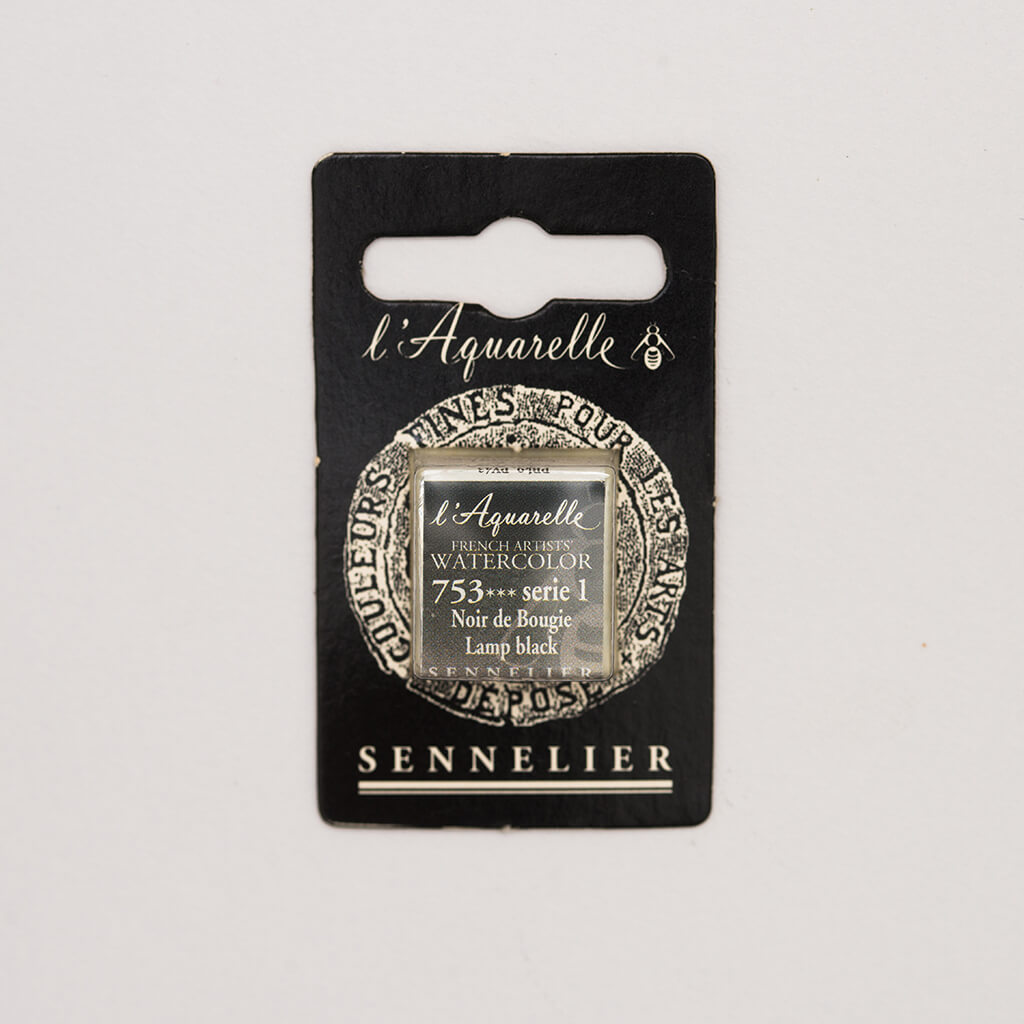 l'Aquarelle
COULEURS FINES POUR LES ARTS
l'Aquarelle
FRENCH ARTISTS'
WATERCOLOR
753*** serie 1
Noir de Bougie
Lamp black
SENNELIER
DÉPOSÉ
SENNELIER